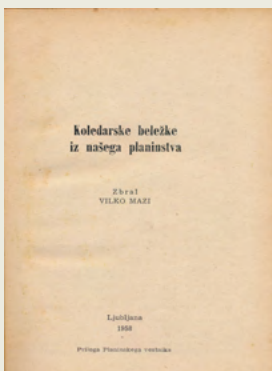 Koledarske beležke
iz našega planinstva
Zbral
VILKO MAZI
Ljubljana
1958
Priloga Planinskega vestnika